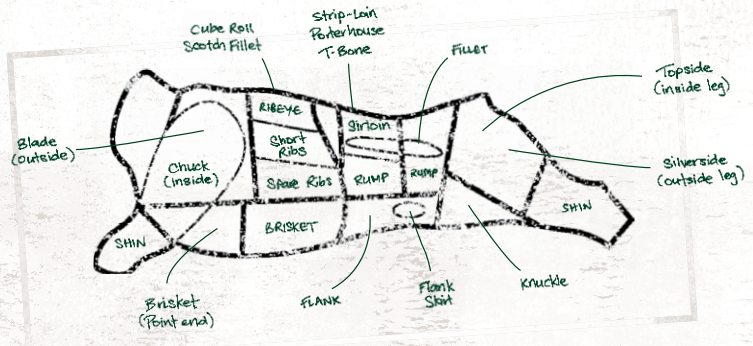 Cube Roll
Scotch Fillet
Strip-Loin
Porterhouse
T-Bone
FILLET
Topside
(inside leg)
Blade
(outside)
RIBEYE
Short
Ribs
Spare Ribs
Sirloin
RUMP
RUMP
Chuck
(inside)
Silverside
(outside leg)
SHIN
BRISKET
SHIN
Brisket
(Point end)
FLANK
Flank
Skirt
Knuckle